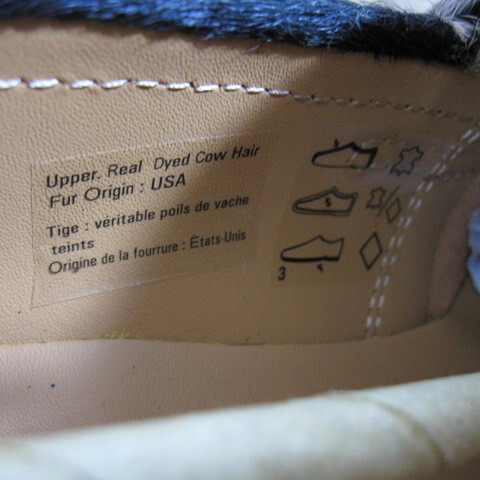 Upper. Real Dyed Cow Hair
Fur Origin : USA
Tige : véritable poils de vache
teints
Origine de la fourrure : États-Unis
3